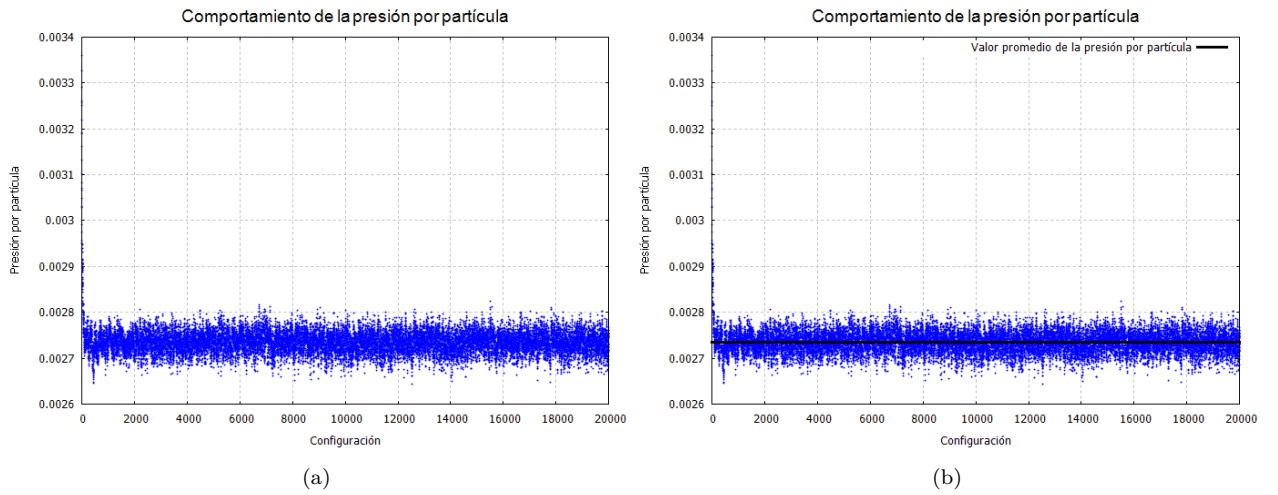 Comportamiento de la presión por partícula
0.0034
0.0033
0.0032
0.0031
0.003
0.0029
0.0028
0.0027
0.0026
Presión por partícula
0 2000 4000 6000 8000 10000 12000 14000 16000 18000 20000
Configuración
(a)
Comportamiento de la presión por partícula
Valor promedio de la presión por partícula
0.0034
0.0033
0.0032
0.0031
0.003
0.0029
0.0028
0.0027
0.0026
Presión por partícula
0 2000 4000 6000 8000 10000 12000 14000 16000 18000 20000
Configuración
(b)